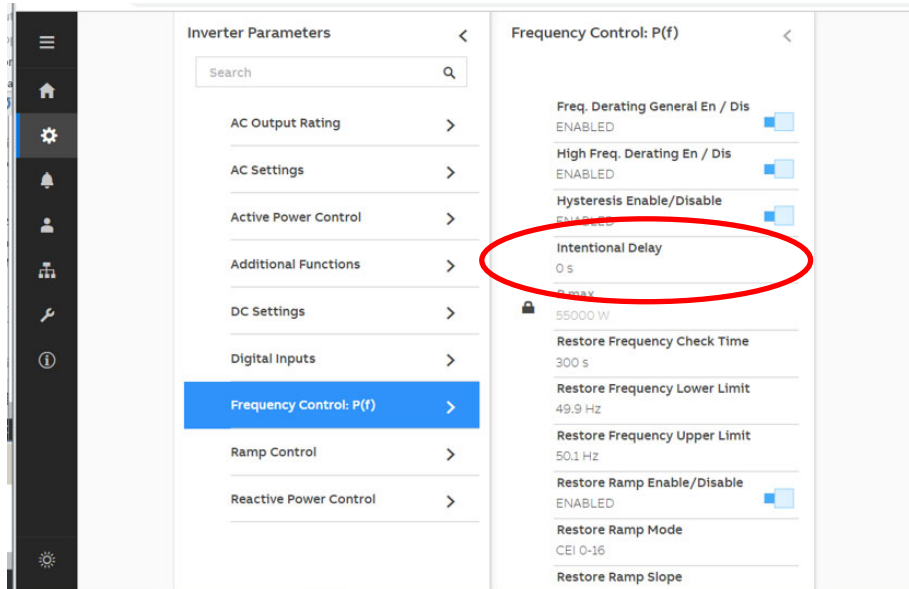 Inverter Parameters
Search
AC Output Rating
AC Settings
Active Power Control
Additional Functions
DC Settings
Digital Inputs
Frequency Control: P(f)
Ramp Control
Reactive Power Control
Frequency Control: P(f)
Freq. Derating General En / Dis
ENABLED
High Freq. Derating En / Dis
ENABLED
Hysteresis Enable/Disable
ENABLED
Intentional Delay
0 s
P max
55000 W
Restore Frequency Check Time
300 s
Restore Frequency Lower Limit
49.9 Hz
Restore Frequency Upper Limit
50.1 Hz
Restore Ramp Enable/Disable
ENABLED
Restore Ramp Mode
CEI 0-16
Restore Ramp Slope